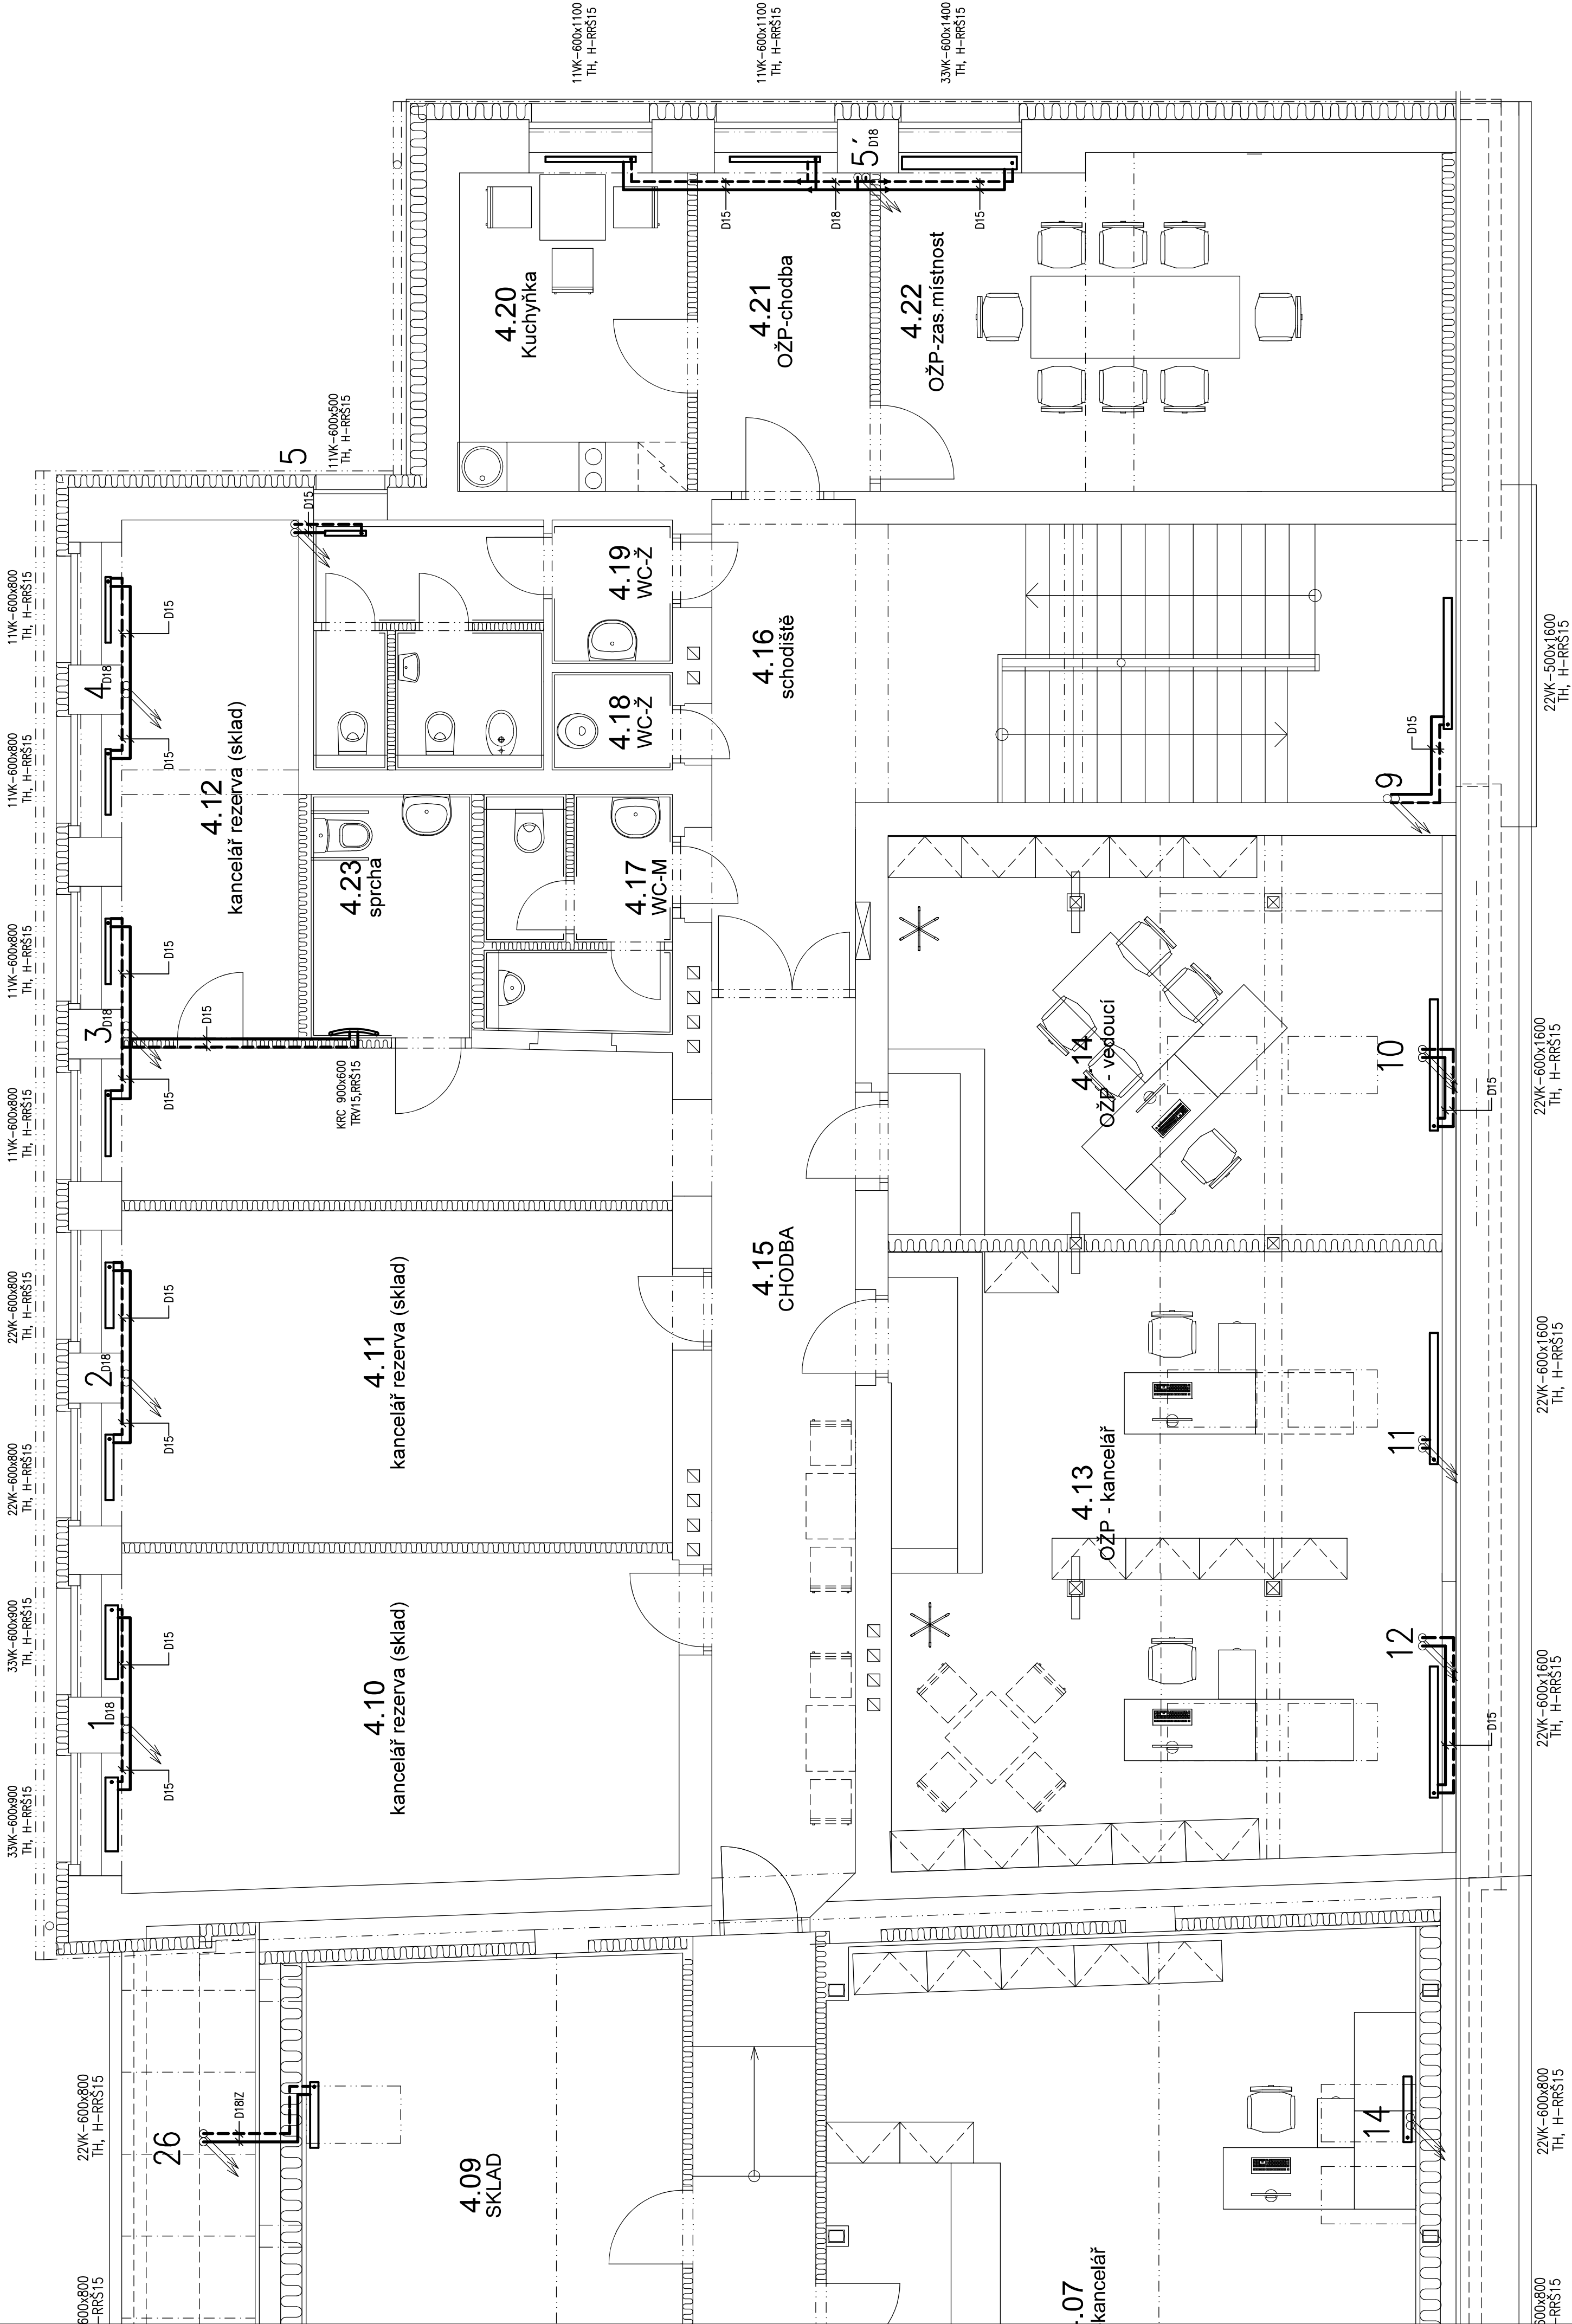 11VK-600x1100
TH, H-RRŠ15
11VK-600x1100
TH, H-RRŠ15
33VK-600x1400
TH, H-RRŠ15
5´
D18
D15
D18
D15
4.20
Kuchyňka
4.21
OŽP-chodba
4.22
OŽP-zas.místnost
5
11VK-600x500
TH, H-RRŠ15
D15
11VK-600x800
TH, H-RRŠ15
D15
4
D18
11VK-600x800
TH, H-RRŠ15
D15
4.12
kancelář rezerva (sklad)
4.19
WC-Ž
4.18
WC-Ž
4.16
schodiště
4.23
sprcha
4.17
WC-M
22VK-500x1600
TH, H-RRŠ15
D15
9
11VK-600x800
TH, H-RRŠ15
D15
3
D18
D15
11VK-600x800
TH, H-RRŠ15
D15
KRC 900x600
TRV15,RRŠ15
4.14
OŽP - vedoucí
10
D15
22VK-600x1600
TH, H-RRŠ15
22VK-600x800
TH, H-RRŠ15
D15
2
D18
22VK-600x800
TH, H-RRŠ15
D15
4.11
kancelář rezerva (sklad)
4.15
CHODBA
4.13
OŽP - kancelář
11
22VK-600x1600
TH, H-RRŠ15
33VK-600x900
TH, H-RRŠ15
D15
1
D18
33VK-600x900
TH, H-RRŠ15
D15
4.10
kancelář rezerva (sklad)
12
D15
22VK-600x1600
TH, H-RRŠ15
22VK-600x800
TH, H-RRŠ15
26
D18IZ
4.09
SKLAD
14
22VK-600x800
TH, H-RRŠ15
.07
kancelář
600x800
-RRŠ15
600x800
-RRŠ15